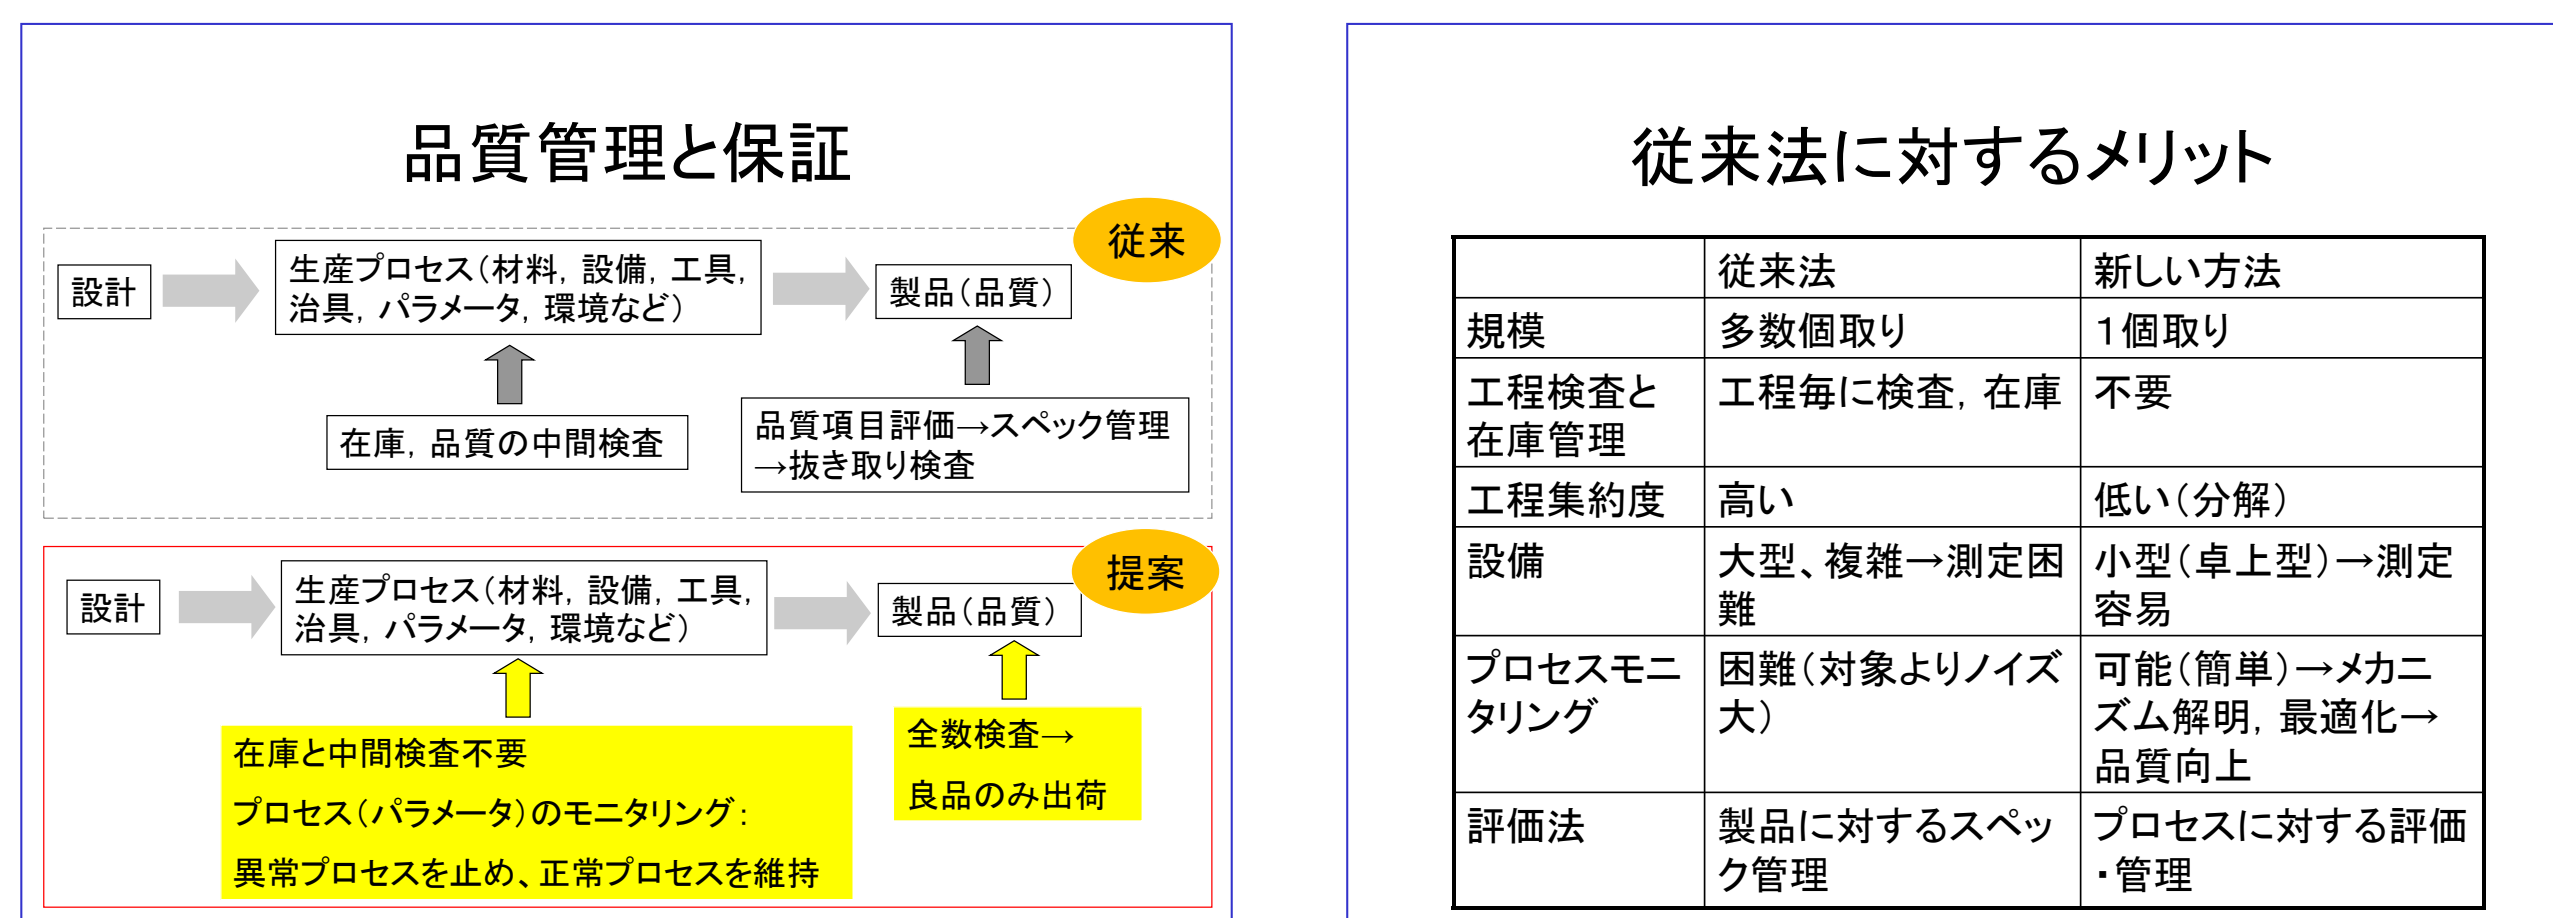 品質管理と保証
従来
設計
生産プロセス（材料，設備，工具，
治具，パラメータ，環境など）
製品（品質）
在庫，品質の中間検査
品質項目評価→スペック管理
→抜き取り検査
提案
設計
生産プロセス（材料，設備，工具，
治具，パラメータ，環境など）
製品（品質）
在庫と中間検査不要
プロセス（パラメータ）のモニタリング：
異常プロセスを止め、正常プロセスを維持
全数検査→
良品のみ出荷
従来法に対するメリット
従来法
新しい方法
規模
多数個取り
１個取り
工程検査と
在庫管理
工程毎に検査，在庫
不要
工程集約度
高い
低い（分解）
設備
大型、複雑→測定困
難
小型（卓上型）→測定
容易
プロセスモニ
タリング
困難（対象よりノイズ
大）
可能（簡単）→メカニ
ズム解明，最適化→
品質向上
評価法
製品に対するスペッ
ク管理
プロセスに対する評価
・管理